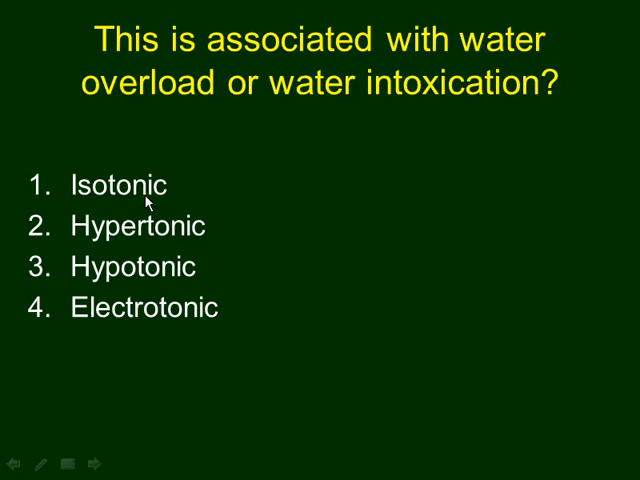 This is associated with water
overload or water intoxication?
1. Isotonic
2. Hypertonic
3. Hypotonic
4. Electrotonic